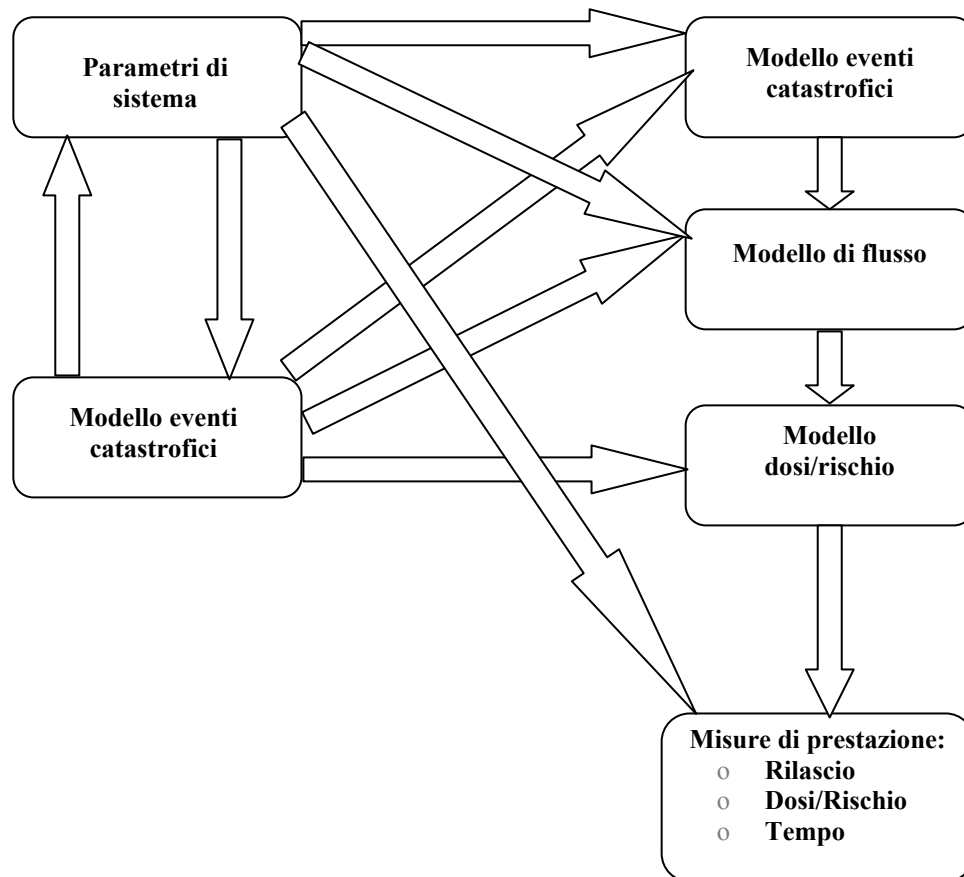 Parametri di
sistema
Modello eventi
catastrofici
Modello di flusso
Modello eventi
catastrofici
Modello
dosi/rischio
Misure di prestazione:
o Rilascio
o Dosi/Rischio
o Tempo